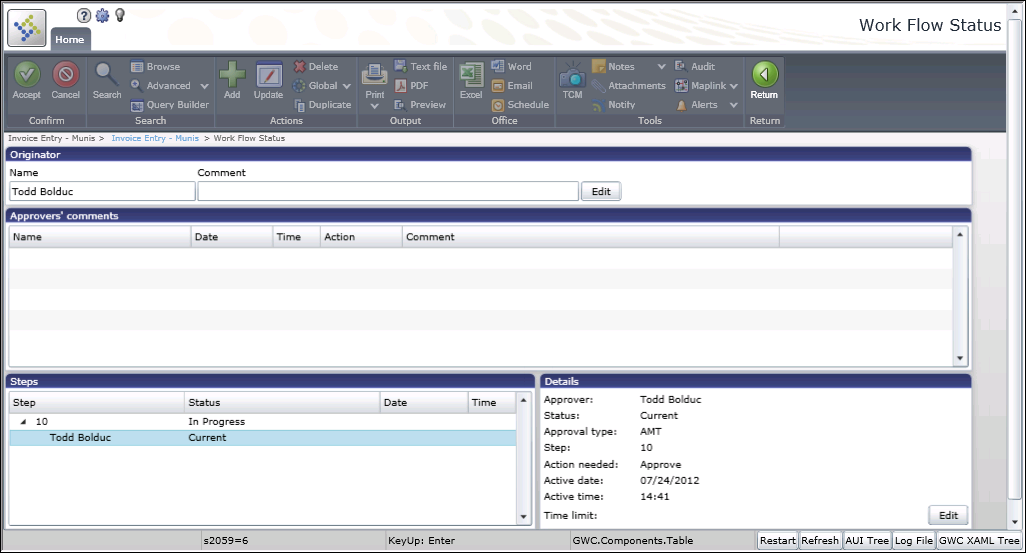 Work Flow Status
Home
Accept Cancel Search Browse Advanced Query Builder Add Update Delete Global Duplicate Print Text file PDF Preview Excel Word Email Schedule TCM Notes Attachments Notify Audit Maplink Alerts Return
Confirm Search Actions Output Office Tools Return
Invoice Entry - Munis > Invoice Entry - Munis > Work Flow Status
Originator
Name Comment
Todd Bolduc Edit
Approvers' comments
Name Date Time Action Comment
Steps
Step Status Date Time
10 In Progress
Todd Bolduc Current
Details
Approver: Todd Bolduc
Status: Current
Approval type: AMT
Step: 10
Action needed: Approve
Active date: 07/24/2012
Active time: 14:41
Time limit: Edit
s2059=6 KeyUp: Enter GWC.Components.Table Restart Refresh AUI Tree Log File GWC XAML Tree